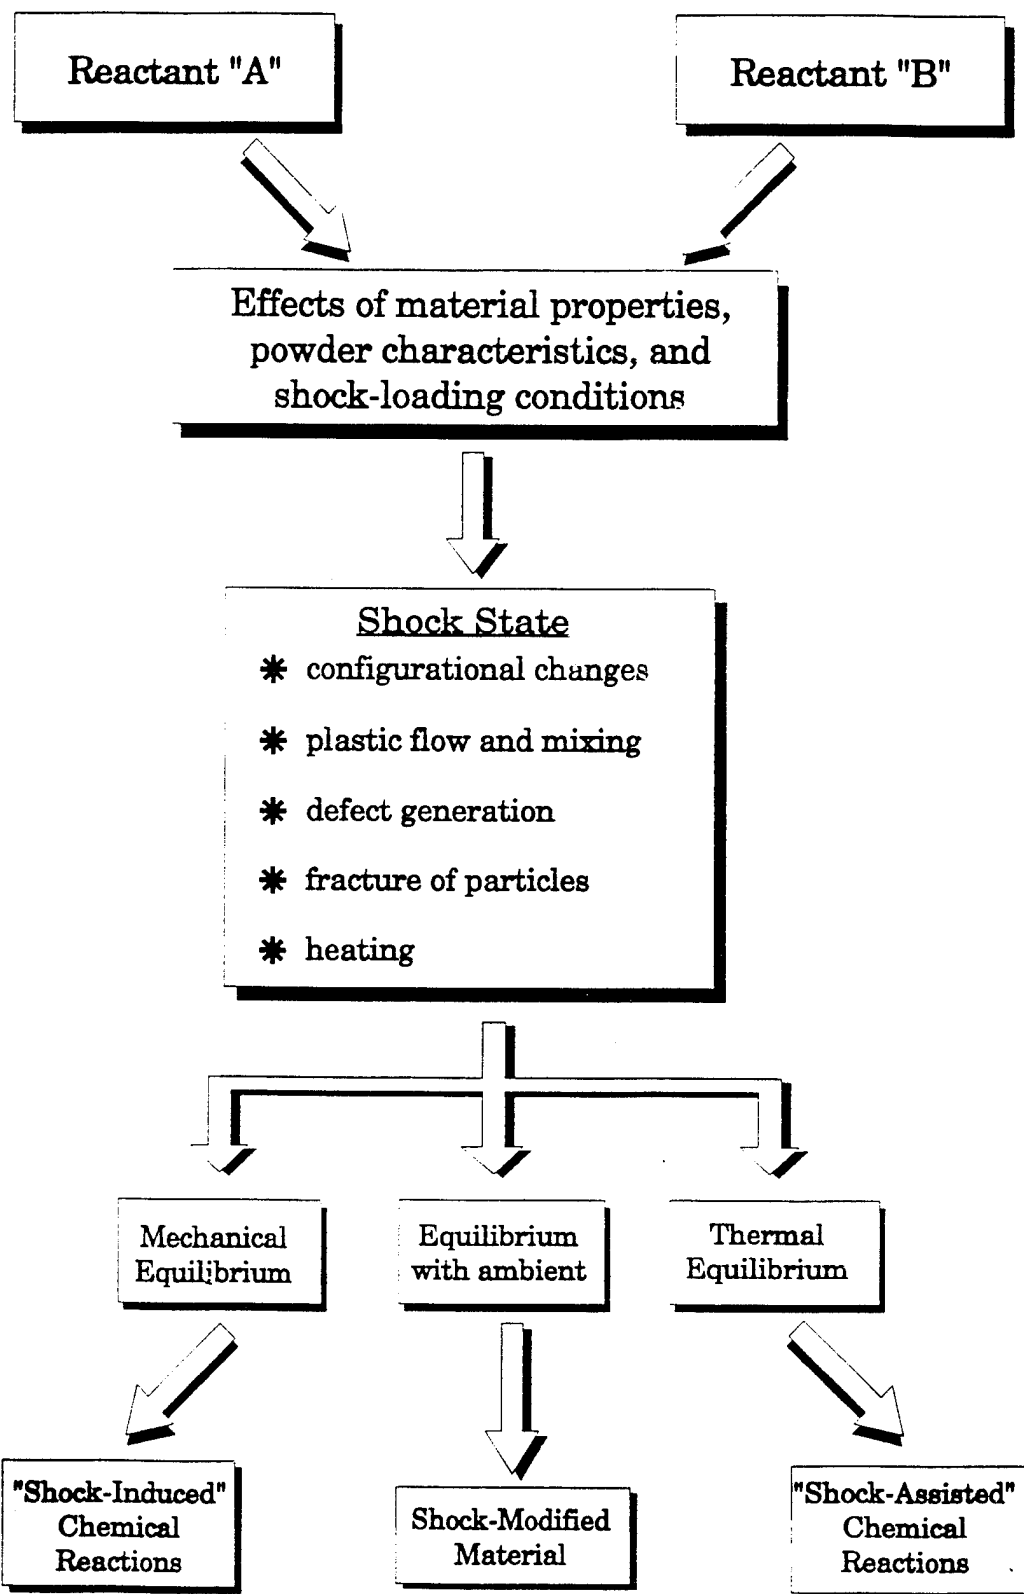 Reactant "A"
Reactant "B"
Effects of material properties,
powder characteristics, and
shock-loading conditions
Shock State
✷ configurational changes
✷ plastic flow and mixing
✷ defect generation
✷ fracture of particles
✷ heating
Mechanical
Equilibrium
Equilibrium
with ambient
Thermal
Equilibrium
"Shock-Induced"
Chemical
Reactions
Shock-Modified
Material
"Shock-Assisted"
Chemical
Reactions